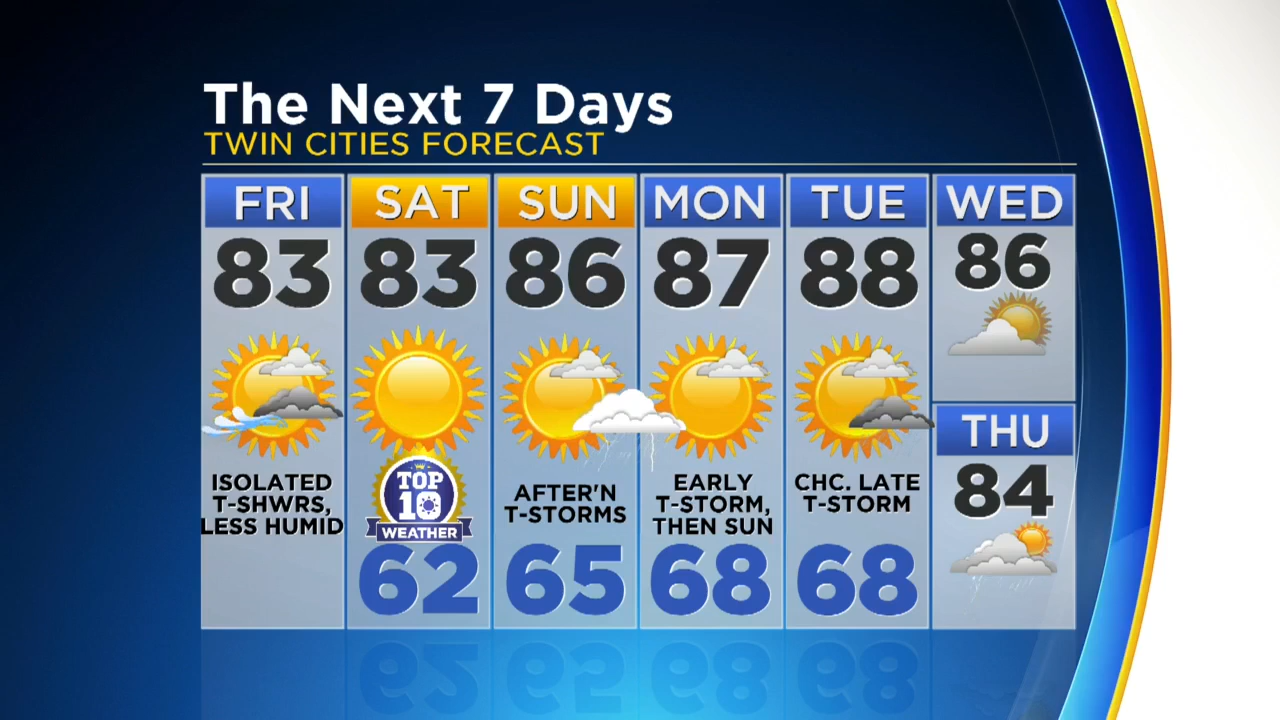 The Next 7 Days
TWIN CITIES FORECAST
FRI
83
ISOLATED
T-SHWRS,
LESS HUMID
SAT
83
TOP
10
WEATHER
62
SUN
86
AFTER'N
T-STORMS
65
MON
87
EARLY
T-STORM,
THEN SUN
68
TUE
88
CHC. LATE
T-STORM
68
WED
86
THU
84